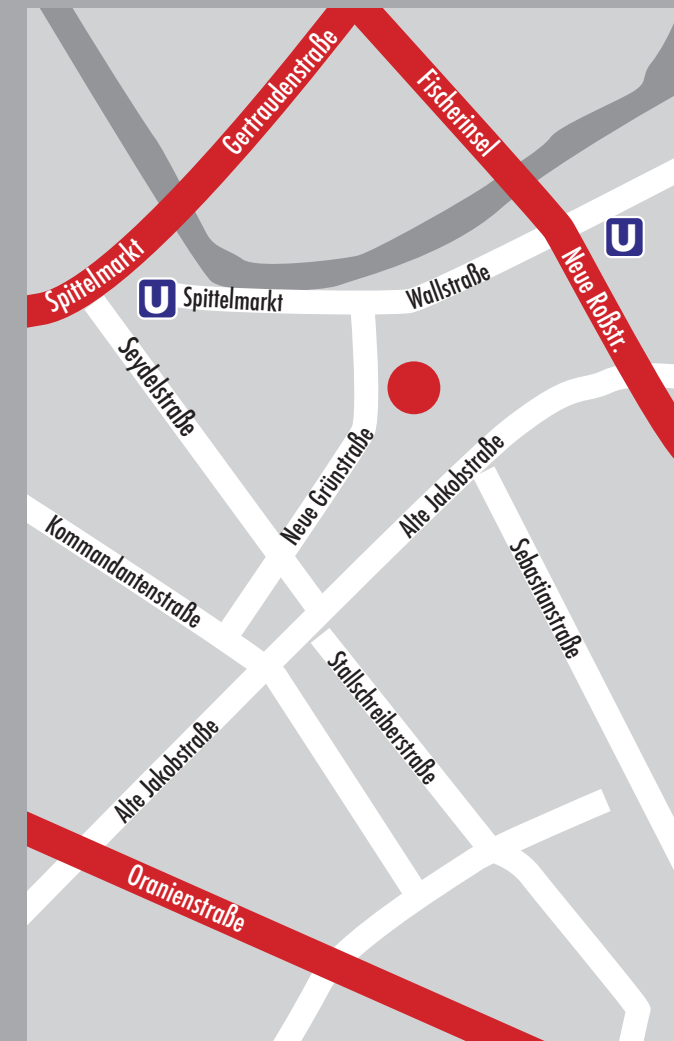 Gertraudenstraße
Fischerinsel
Spittelmarkt
U
Spittelmarkt
Wallstraße
U
Neue Roßstr.
Seydelstraße
Neue Grünstraße
Alte Jakobstraße
Kommandantenstraße
Sebastianstraße
Stallschreiberstraße
Alte Jakobstraße
Oranienstraße